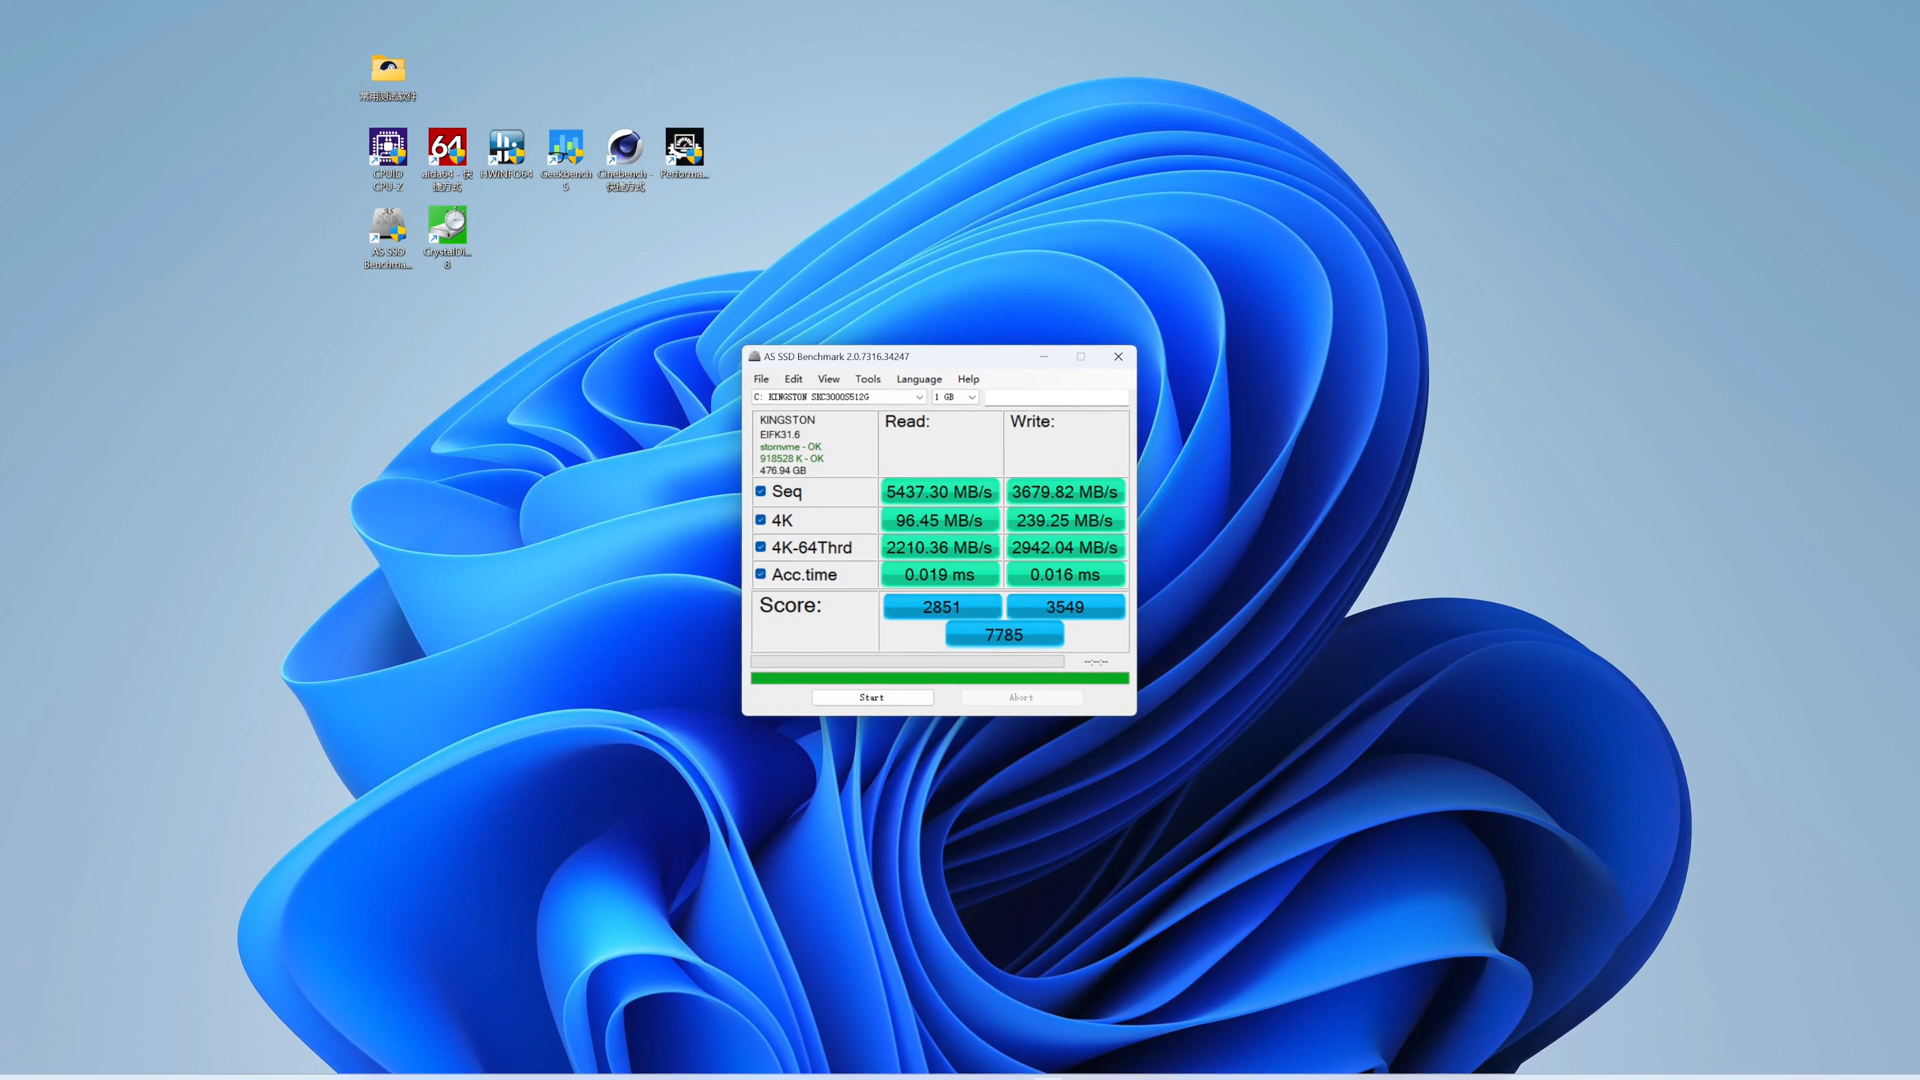 常用测试软件
CPUID
CPU-Z
aida64 - 快
捷方式
HWiNFO64
Geekbench
5
Cinebench -
快捷方式
Performa...
AS SSD
Benchma...
CrystalDi...
8
AS SSD Benchmark 2.0.7316.34247
File Edit View Tools Language Help
C: KINGSTON SKC3000S512G 1 GB
KINGSTON
EIFK31.6
stornvme - OK
918528 K - OK
476.94 GB
Read: Write:
Seq 5437.30 MB/s 3679.82 MB/s
4K 96.45 MB/s 239.25 MB/s
4K-64Thrd 2210.36 MB/s 2942.04 MB/s
Acc.time 0.019 ms 0.016 ms
Score: 2851 3549
7785
--:--:--
Start Abort